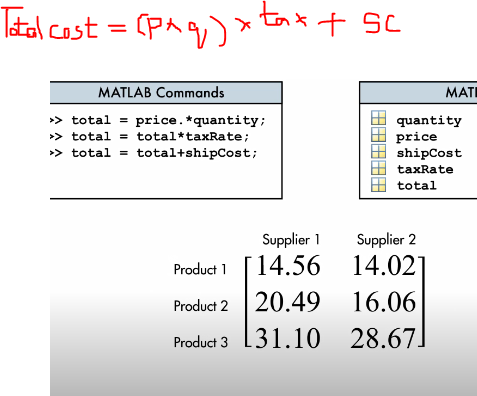 Total cost = (p*q) * tax + SC
MATLAB Commands
>> total = price.*quantity;
>> total = total*taxRate;
>> total = total+shipCost;
MATL
quantity
price
shipCost
taxRate
total
Supplier 1 Supplier 2
Product 1 14.56 14.02
Product 2 20.49 16.06
Product 3 31.10 28.67